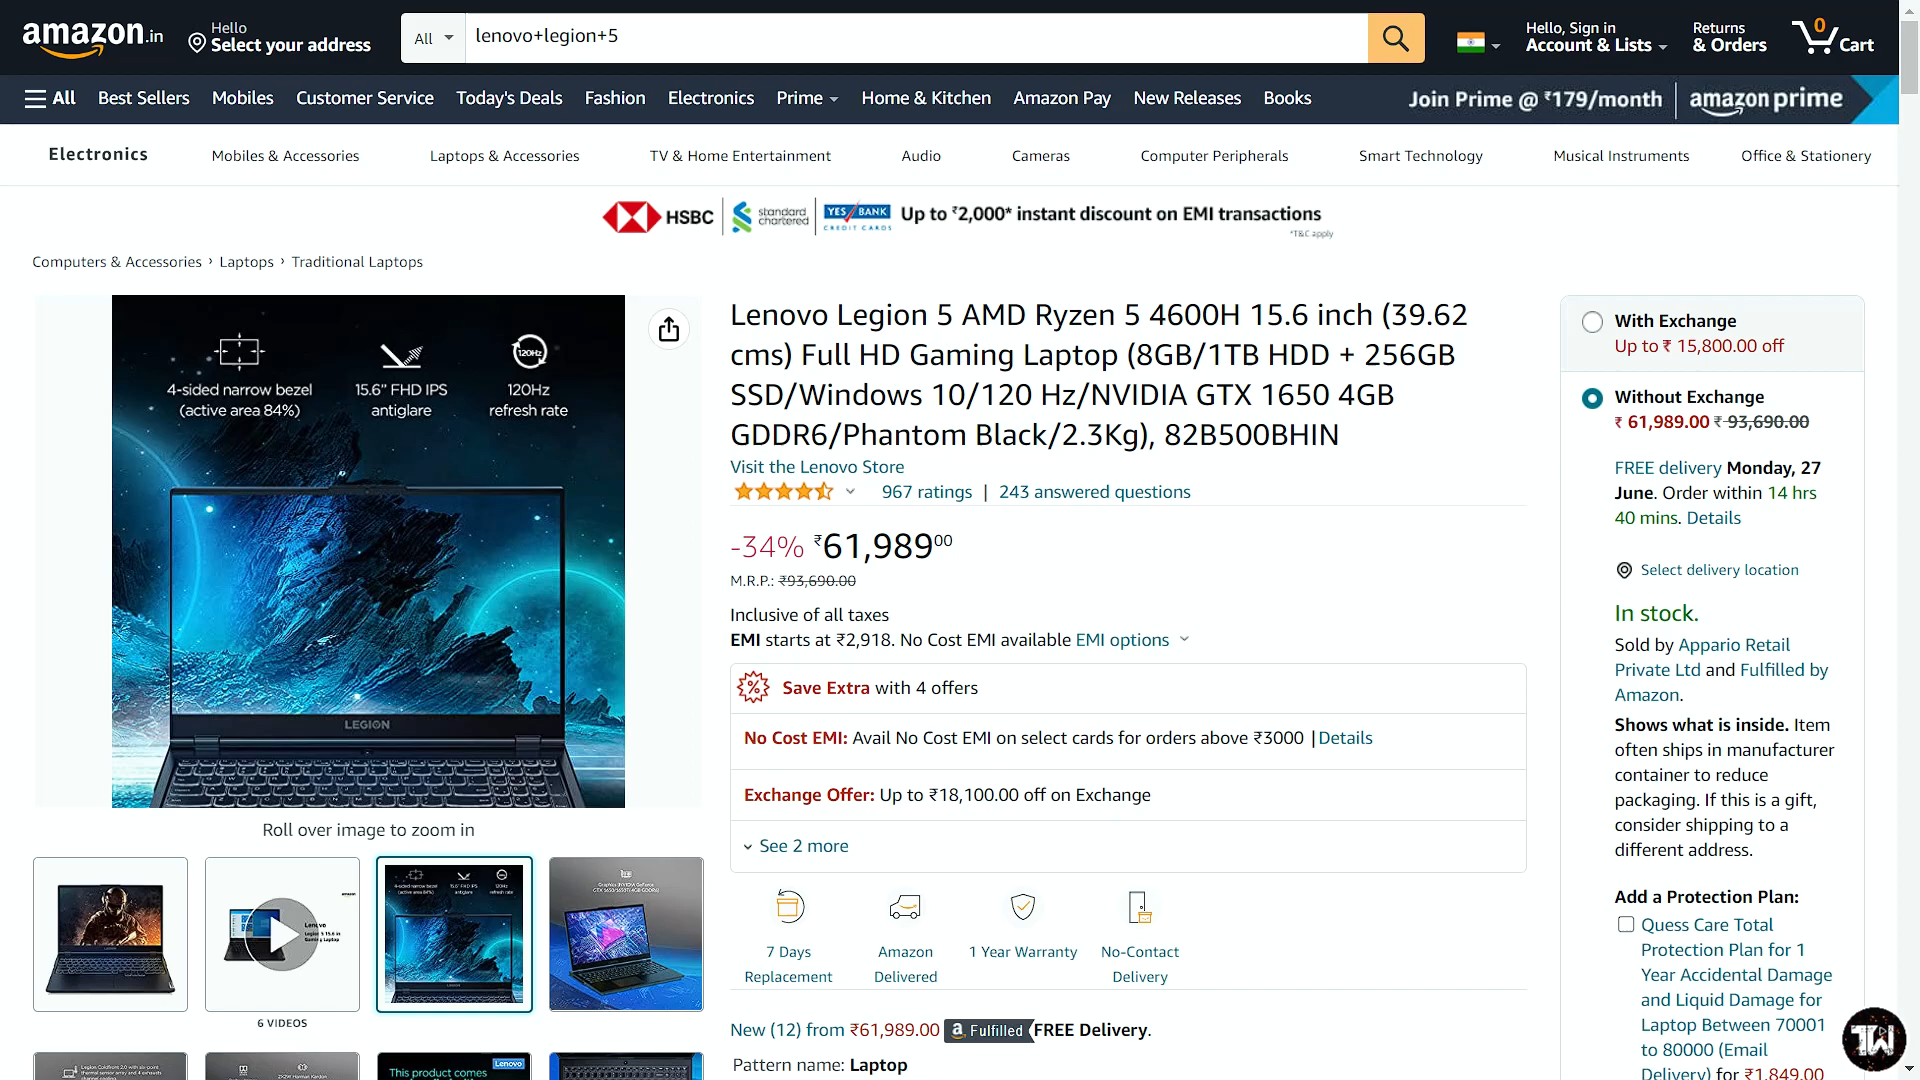 amazon.in
Hello
Select your address
All
lenovo+legion+5
Hello, Sign in
Account & Lists
Returns
& Orders
0
Cart
All
Best Sellers
Mobiles
Customer Service
Today's Deals
Fashion
Electronics
Prime
Home & Kitchen
Amazon Pay
New Releases
Books
Join Prime @ ₹179/month
amazon prime
Electronics
Mobiles & Accessories
Laptops & Accessories
TV & Home Entertainment
Audio
Cameras
Computer Peripherals
Smart Technology
Musical Instruments
Office & Stationery
HSBC
standard chartered
YES BANK
CREDIT CARDS
Up to ₹2,000* instant discount on EMI transactions
*T&C apply
Computers & Accessories › Laptops › Traditional Laptops
4-sided narrow bezel
(active area 84%)
15.6” FHD IPS
antiglare
120Hz
120Hz
refresh rate
LEGION
Roll over image to zoom in
6 VIDEOS
Lenovo Legion 5 AMD Ryzen 5 4600H 15.6 inch (39.62
cms) Full HD Gaming Laptop (8GB/1TB HDD + 256GB
SSD/Windows 10/120 Hz/NVIDIA GTX 1650 4GB
GDDR6/Phantom Black/2.3Kg), 82B500BHIN
Visit the Lenovo Store
967 ratings | 243 answered questions
-34% ₹61,98900
M.R.P.: ₹93,690.00
Inclusive of all taxes
EMI starts at ₹2,918. No Cost EMI available EMI options
Save Extra with 4 offers
No Cost EMI: Avail No Cost EMI on select cards for orders above ₹3000 |Details
Exchange Offer: Up to ₹18,100.00 off on Exchange
See 2 more
7 Days
Replacement
Amazon
Delivered
1 Year Warranty
No-Contact
Delivery
New (12) from ₹61,989.00 a Fulfilled FREE Delivery.
Pattern name: Laptop
With Exchange
Up to ₹ 15,800.00 off
Without Exchange
₹ 61,989.00 ₹ 93,690.00
FREE delivery Monday, 27
June. Order within 14 hrs
40 mins. Details
Select delivery location
In stock.
Sold by Appario Retail
Private Ltd and Fulfilled by
Amazon.
Shows what is inside. Item
often ships in manufacturer
container to reduce
packaging. If this is a gift,
consider shipping to a
different address.
Add a Protection Plan:
Quess Care Total
Protection Plan for 1
Year Accidental Damage
and Liquid Damage for
Laptop Between 70001
to 80000 (Email
Delivery) for ₹1,849.00
Lenovo
This product comes
TW